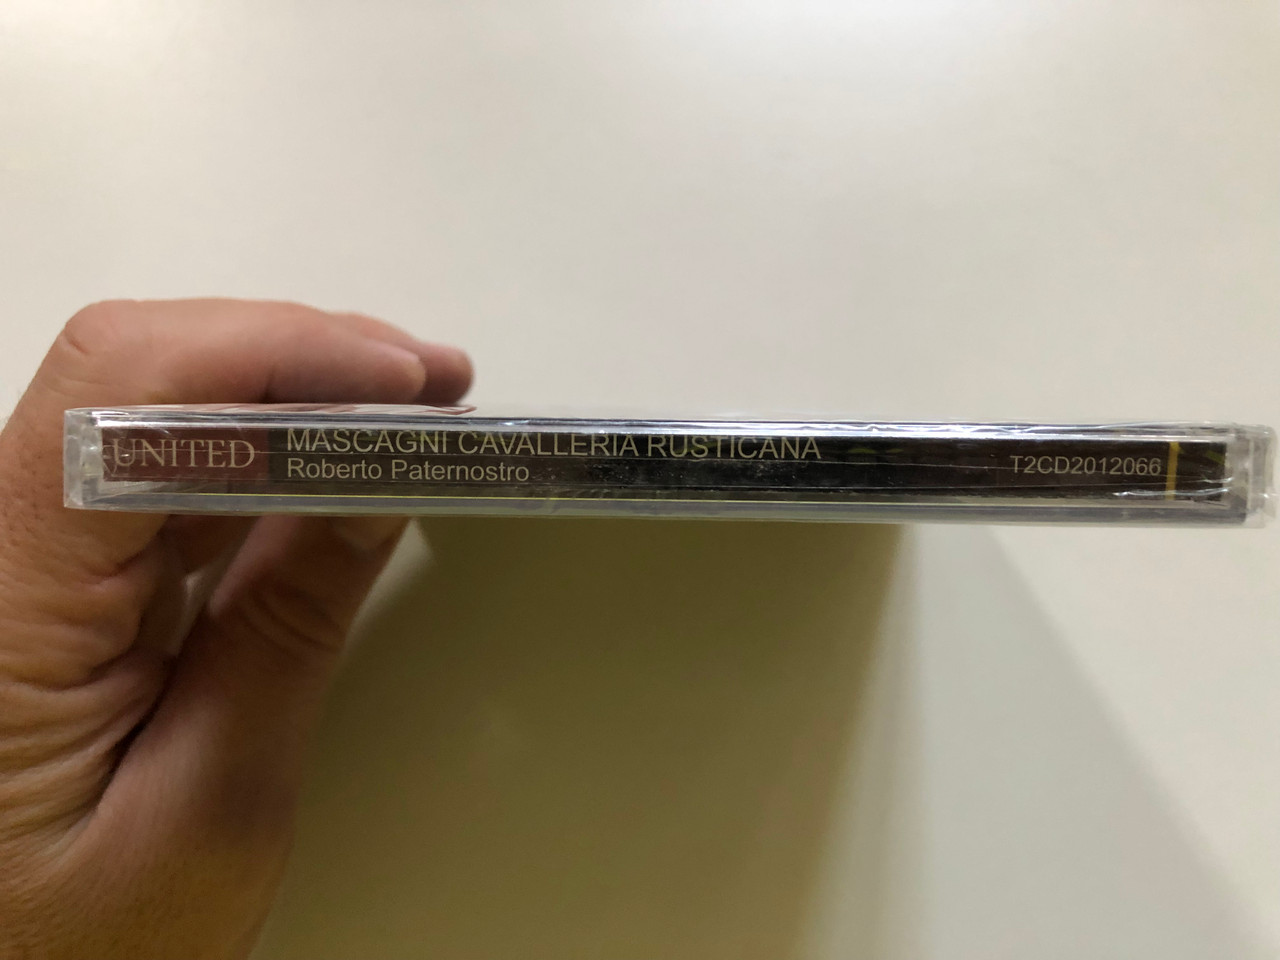 UNITED
MASCAGNI CAVALLERIA RUSTICANA
Roberto Paternostro
T2CD2012066